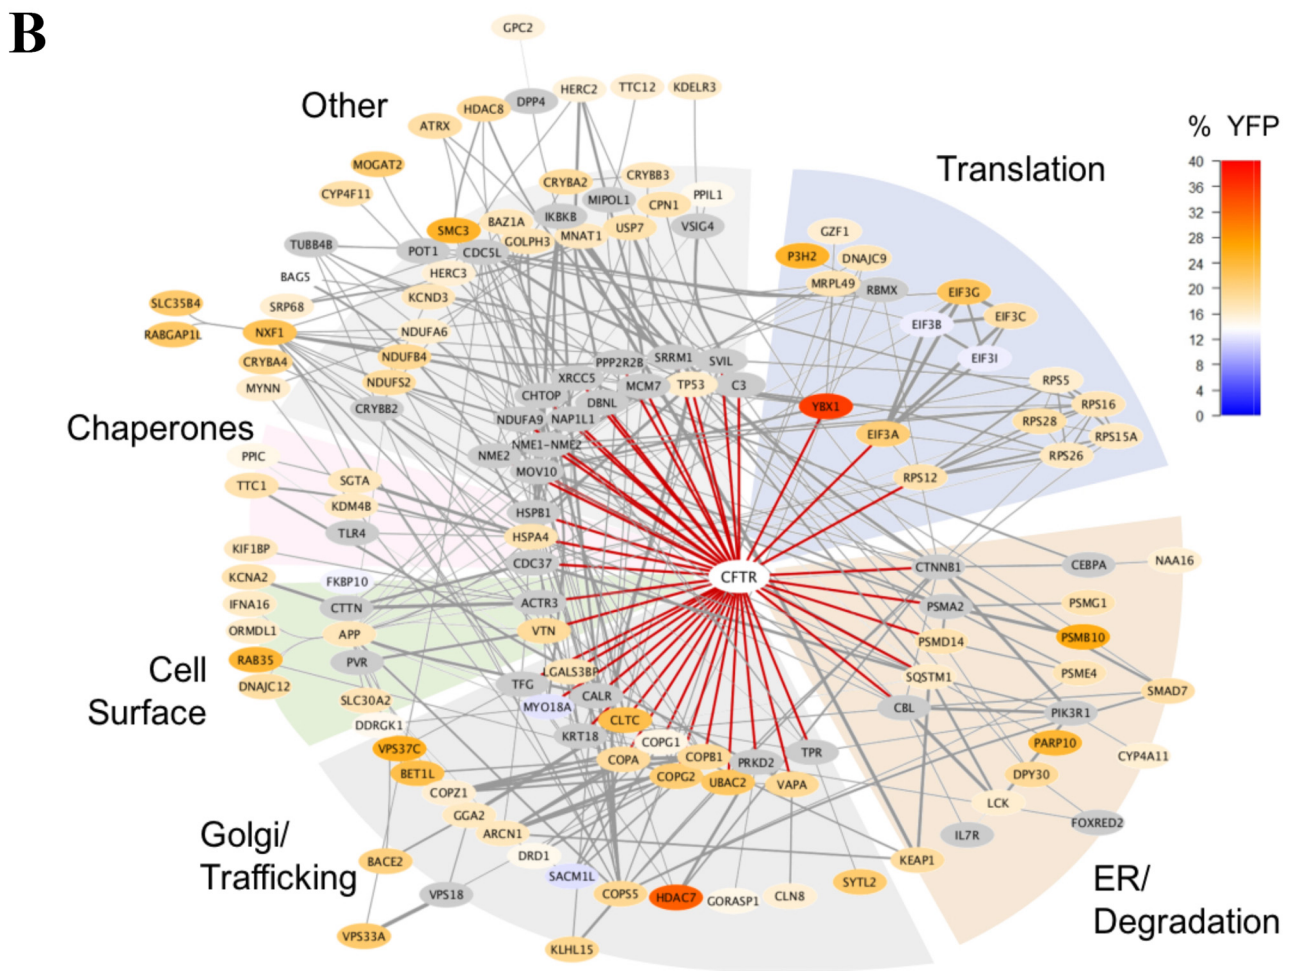 B
GPC2
Other
HDAC8
DPP4
HERC2
TTC12
KDELR3
ATRX
% YFP
40
36
32
28
24
20
16
12
8
4
0
Translation
MOGAT2
CYP4F11
CRYBA2
CRYBB3
MIPOL1
PPIL1
CPN1
SMC3
BAZ1A
IKBKB
USP7
VSIG4
GOLPH3
MNAT1
TUBB4B
POT1
CDC5L
GZF1
P3H2
DNAJC9
BAG5
HERC3
MRPL49
RBMX
EIF3G
SLC35B4
SRP68
KCND3
EIF3C
EIF3B
RABGAP1L
NXF1
NDUFA6
EIF3I
CRYBA4
NDUFB4
PPP2R2B
SRRM1
SVIL
MYNN
NDUFS2
XRCC5
MCM7
TP53
C3
RPS5
CRYBB2
CHTOP
DBNL
YBX1
RPS16
NDUFA9
NAP1L1
RPS28
RPS15A
EIF3A
Chaperones
NME1-NME2
NME2
RPS26
PPIC
MOV10
RPS12
TTC1
SGTA
KDM4B
HSPB1
TLR4
HSPA4
KIF1BP
CDC37
CTNNB1
CEBPA
NAA16
KCNA2
FKBP10
CFTR
IFNA16
CTTN
ACTR3
PSMA2
PSMG1
ORMDL1
APP
VTN
PSMD14
PSMB10
RAB35
PVR
LGALS3BP
SQSTM1
PSME4
DNAJC12
Cell
Surface
SLC30A2
TFG
CALR
SMAD7
MYO18A
CBL
PIK3R1
DDRGK1
CLTC
VPS37C
KRT18
COPG1
PARP10
COPA
COPB1
PRKD2
TPR
CYP4A11
BET1L
COPG2
UBAC2
VAPA
DPY30
COPZ1
LCK
GGA2
FOXRED2
Golgi/
Trafficking
ARCN1
IL7R
BACE2
DRD1
KEAP1
SACM1L
SYTL2
ER/
Degradation
VPS18
COPS5
HDAC7
GORASP1
CLN8
VPS33A
KLHL15